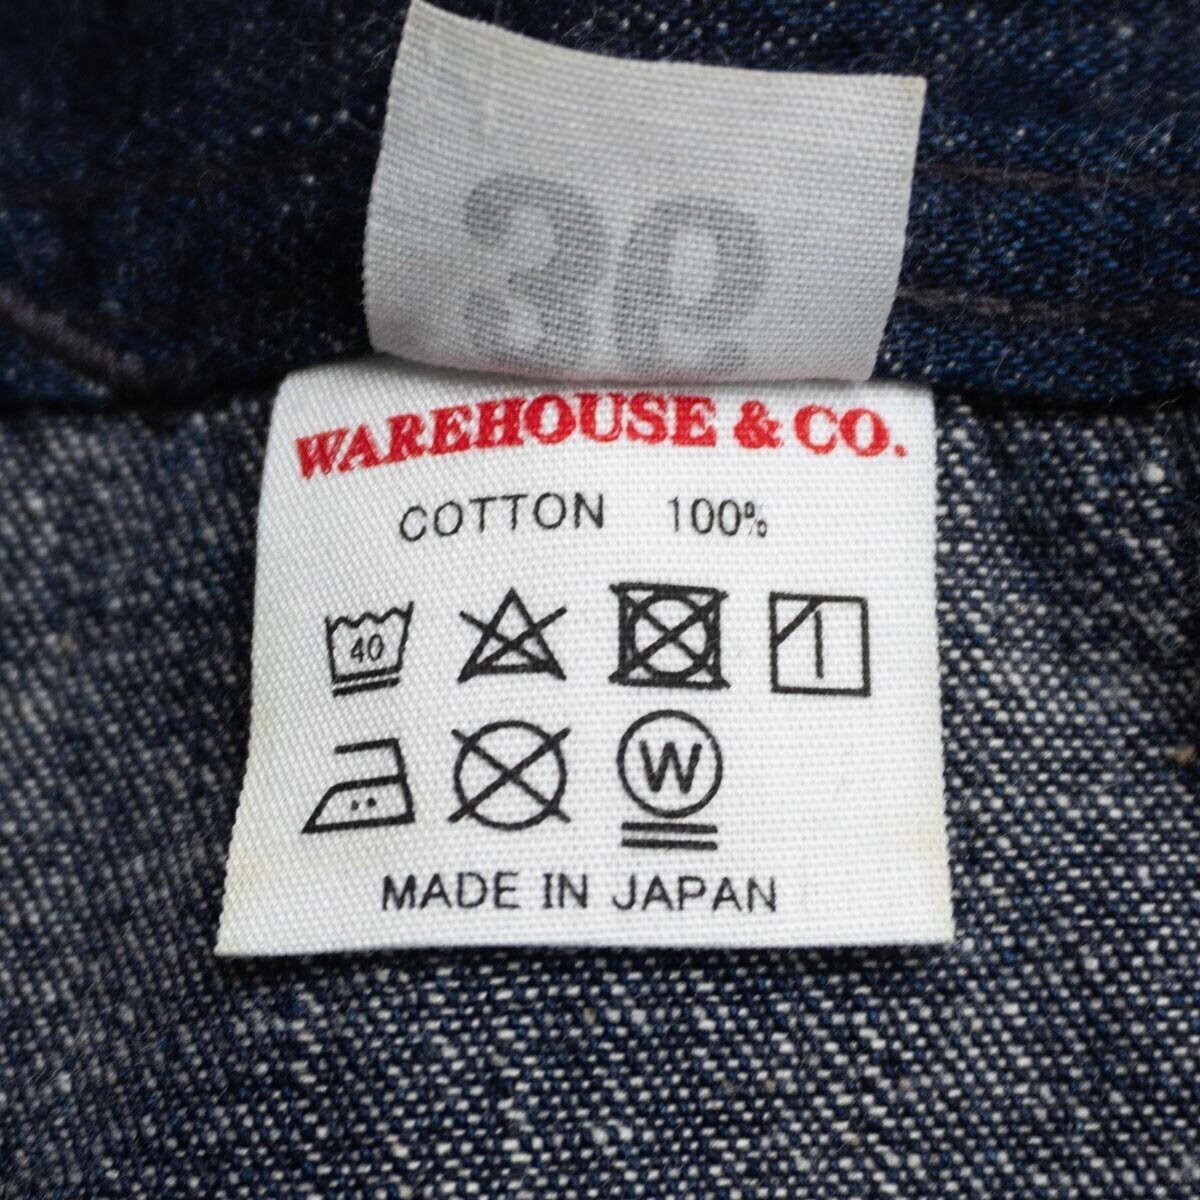 WAREHOUSE & CO.
COTTON 100%
40
W
MADE IN JAPAN